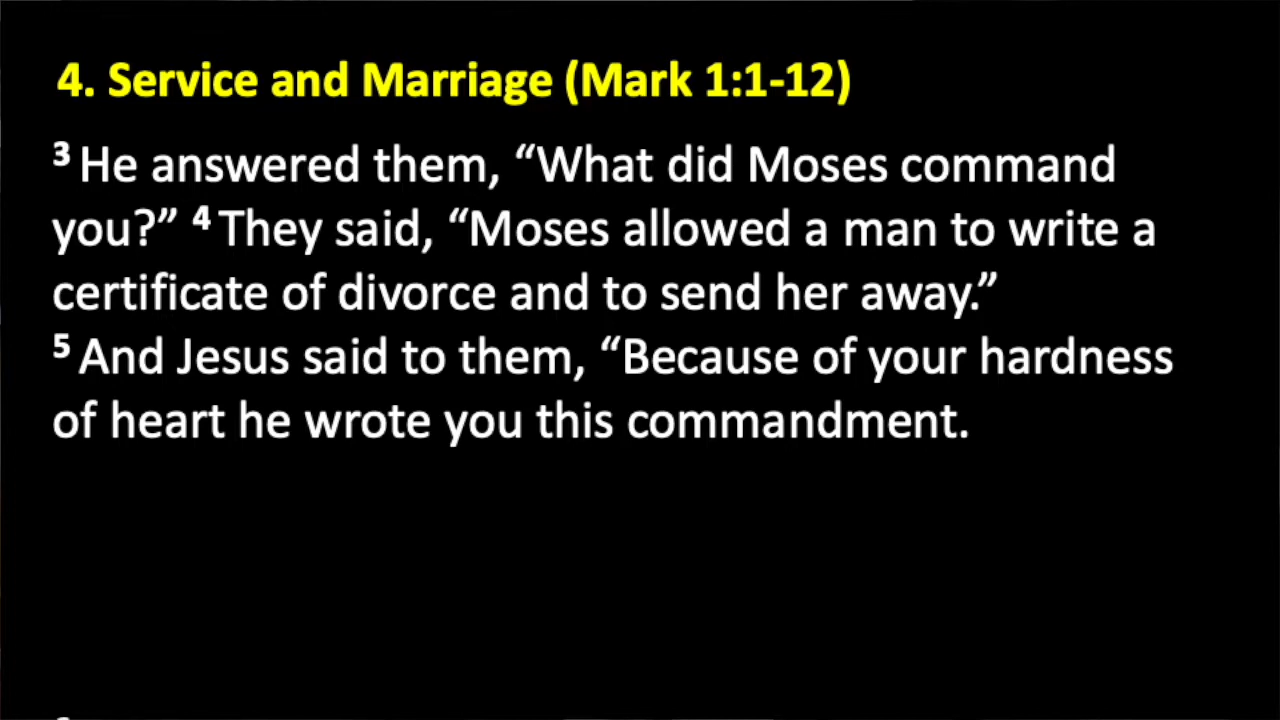 4. Service and Marriage (Mark 1:1-12)
³ He answered them, “What did Moses command
you?” ⁴ They said, “Moses allowed a man to write a
certificate of divorce and to send her away.”
⁵ And Jesus said to them, “Because of your hardness
of heart he wrote you this commandment.